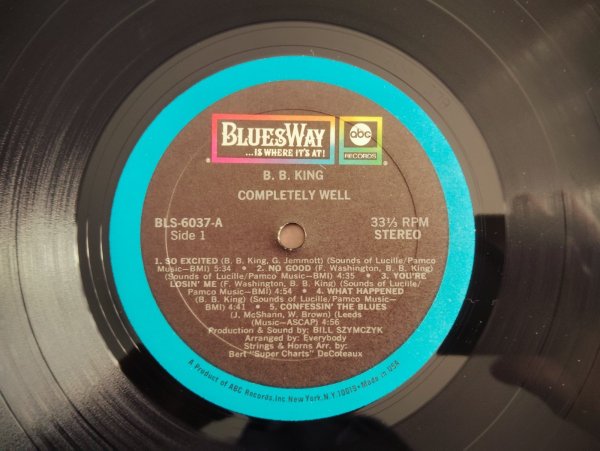 BLUESWAY
...IS WHERE IT'S AT!
abc
RECORDS
B. B. KING
COMPLETELY WELL
BLS-6037-A
Side 1
33⅓ RPM
STEREO
1. SO EXCITED (B. B. King, G. Jemmott) (Sounds of Lucille/Pamco
Music—BMI) 5:34 • 2. NO GOOD (F. Washington, B. B. King)
(Sounds of Lucille/Pamco Music—BMI) 4:35 • 3. YOU'RE
LOSIN' ME (F. Washington, B. B. King) (Sounds of Lucille/
Pamco Music—BMI) 4:54 • 4. WHAT HAPPENED
(B. B. King) (Sounds of Lucille/Pamco Music—BMI)
4:41 • 5. CONFESSIN' THE BLUES
(J. McShann, W. Brown) (Leeds
(Music—ASCAP) 4:56
Production & Sound by: BILL SZYMCZYK
Arranged by: Everybody
Strings & Horns Arr. by:
Bert "Super Charts" DeCoteaux
A Product of ABC Records, Inc. New York, N.Y. 10019 • Made in USA